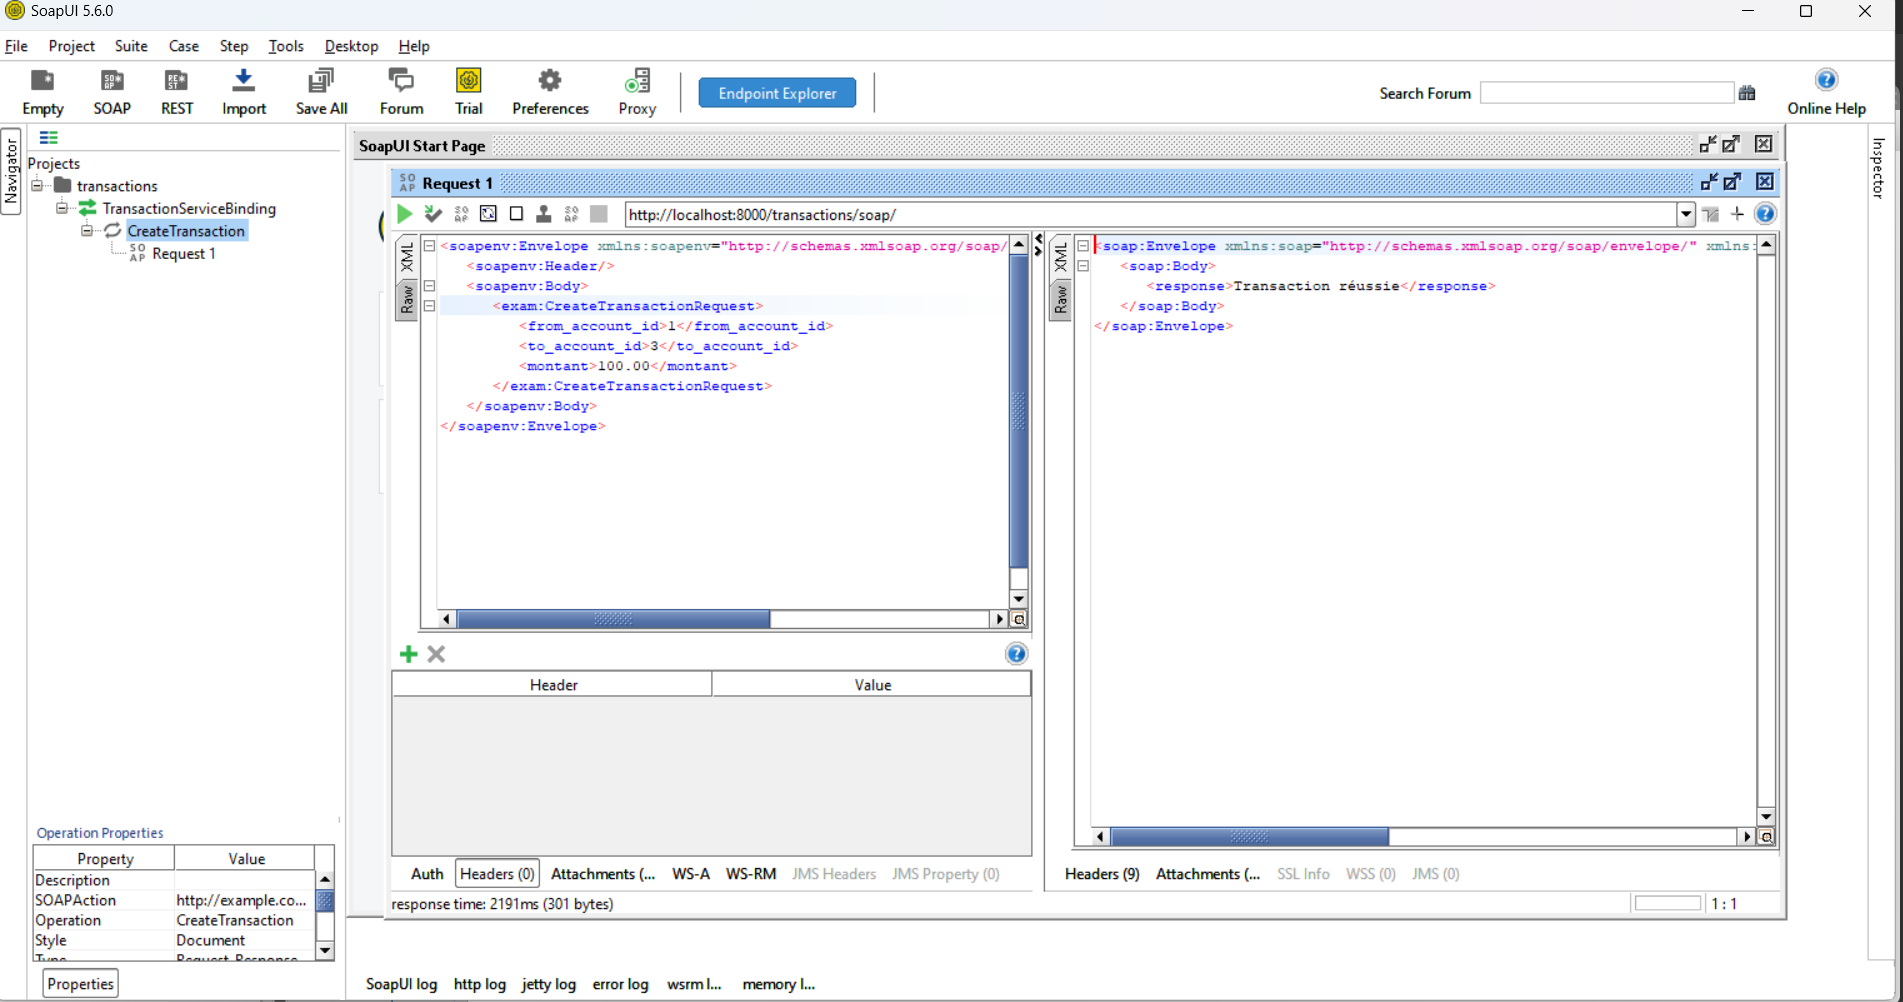 SoapUI 5.6.0
File Project Suite Case Step Tools Desktop Help
Empty SOAP REST Import Save All Forum Trial Preferences Proxy Endpoint Explorer Search Forum Online Help
Navigator
Projects
transactions
TransactionServiceBinding
CreateTransaction
SO AP Request 1
SoapUI Start Page
SO AP Request 1
http://localhost:8000/transactions/soap/
XML
Raw
<soapenv:Envelope xmlns:soapenv="http://schemas.xmlsoap.org/soap/
<soapenv:Header/>
<soapenv:Body>
<exam:CreateTransactionRequest>
<from_account_id>1</from_account_id>
<to_account_id>3</to_account_id>
<montant>100.00</montant>
</exam:CreateTransactionRequest>
</soapenv:Body>
</soapenv:Envelope>
XML
Raw
<soap:Envelope xmlns:soap="http://schemas.xmlsoap.org/soap/envelope/" xmlns:
<soap:Body>
<response>Transaction réussie</response>
</soap:Body>
</soap:Envelope>
Inspector
Header Value
Auth Headers (0) Attachments (... WS-A WS-RM JMS Headers JMS Property (0)
Headers (9) Attachments (... SSL Info WSS (0) JMS (0)
response time: 2191ms (301 bytes)
1 : 1
Operation Properties
Property Value
Description
SOAPAction http://example.co...
Operation CreateTransaction
Style Document
Type Request-Response
Properties
SoapUI log http log jetty log error log wsrm l... memory l...